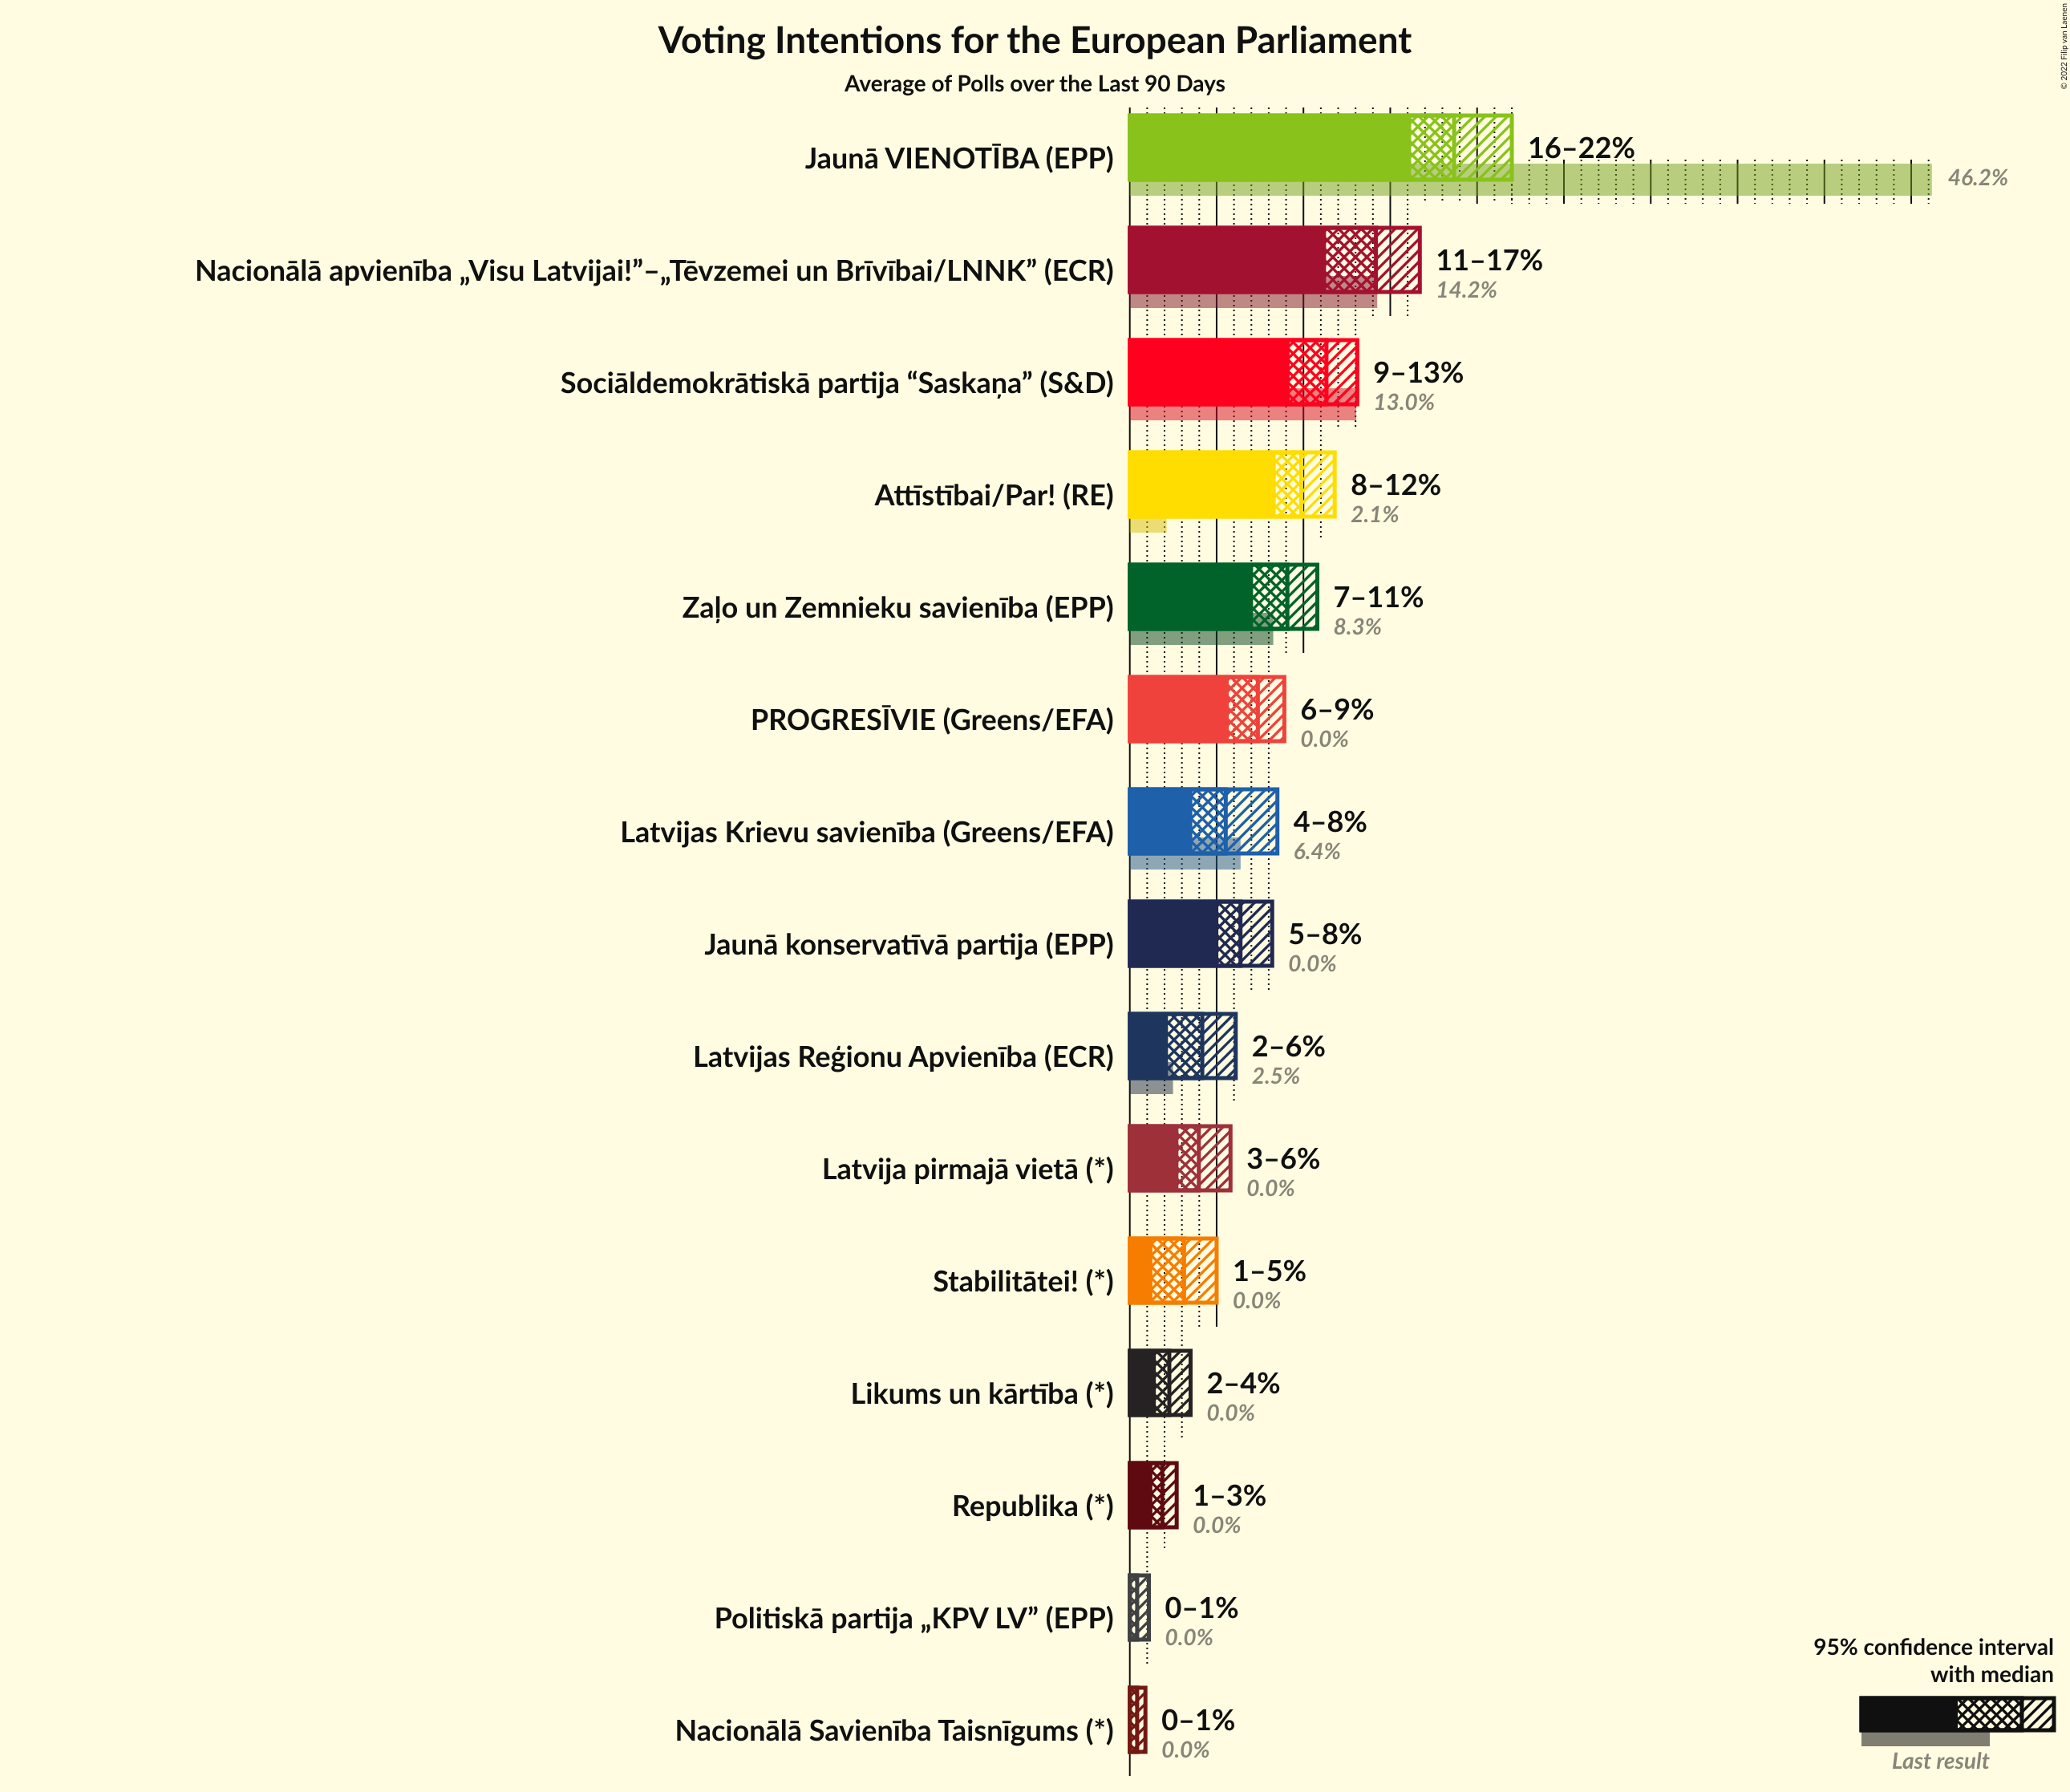 Voting Intentions for the European Parliament
Average of Polls over the Last 90 Days
© 2022 Filip van Laenen
Jaunā VIENOTĪBA (EPP)
16–22%
46.2%
Nacionālā apvienība „Visu Latvijai!”–„Tēvzemei un Brīvībai/LNNK” (ECR)
11–17%
14.2%
Sociāldemokrātiskā partija “Saskaņa” (S&D)
9–13%
13.0%
Attīstībai/Par! (RE)
8–12%
2.1%
Zaļo un Zemnieku savienība (EPP)
7–11%
8.3%
PROGRESĪVIE (Greens/EFA)
6–9%
0.0%
Latvijas Krievu savienība (Greens/EFA)
4–8%
6.4%
Jaunā konservatīvā partija (EPP)
5–8%
0.0%
Latvijas Reģionu Apvienība (ECR)
2–6%
2.5%
Latvija pirmajā vietā (*)
3–6%
0.0%
Stabilitātei! (*)
1–5%
0.0%
Likums un kārtība (*)
2–4%
0.0%
Republika (*)
1–3%
0.0%
Politiskā partija „KPV LV” (EPP)
0–1%
0.0%
Nacionālā Savienība Taisnīgums (*)
0–1%
0.0%
95% confidence interval
with median
Last result